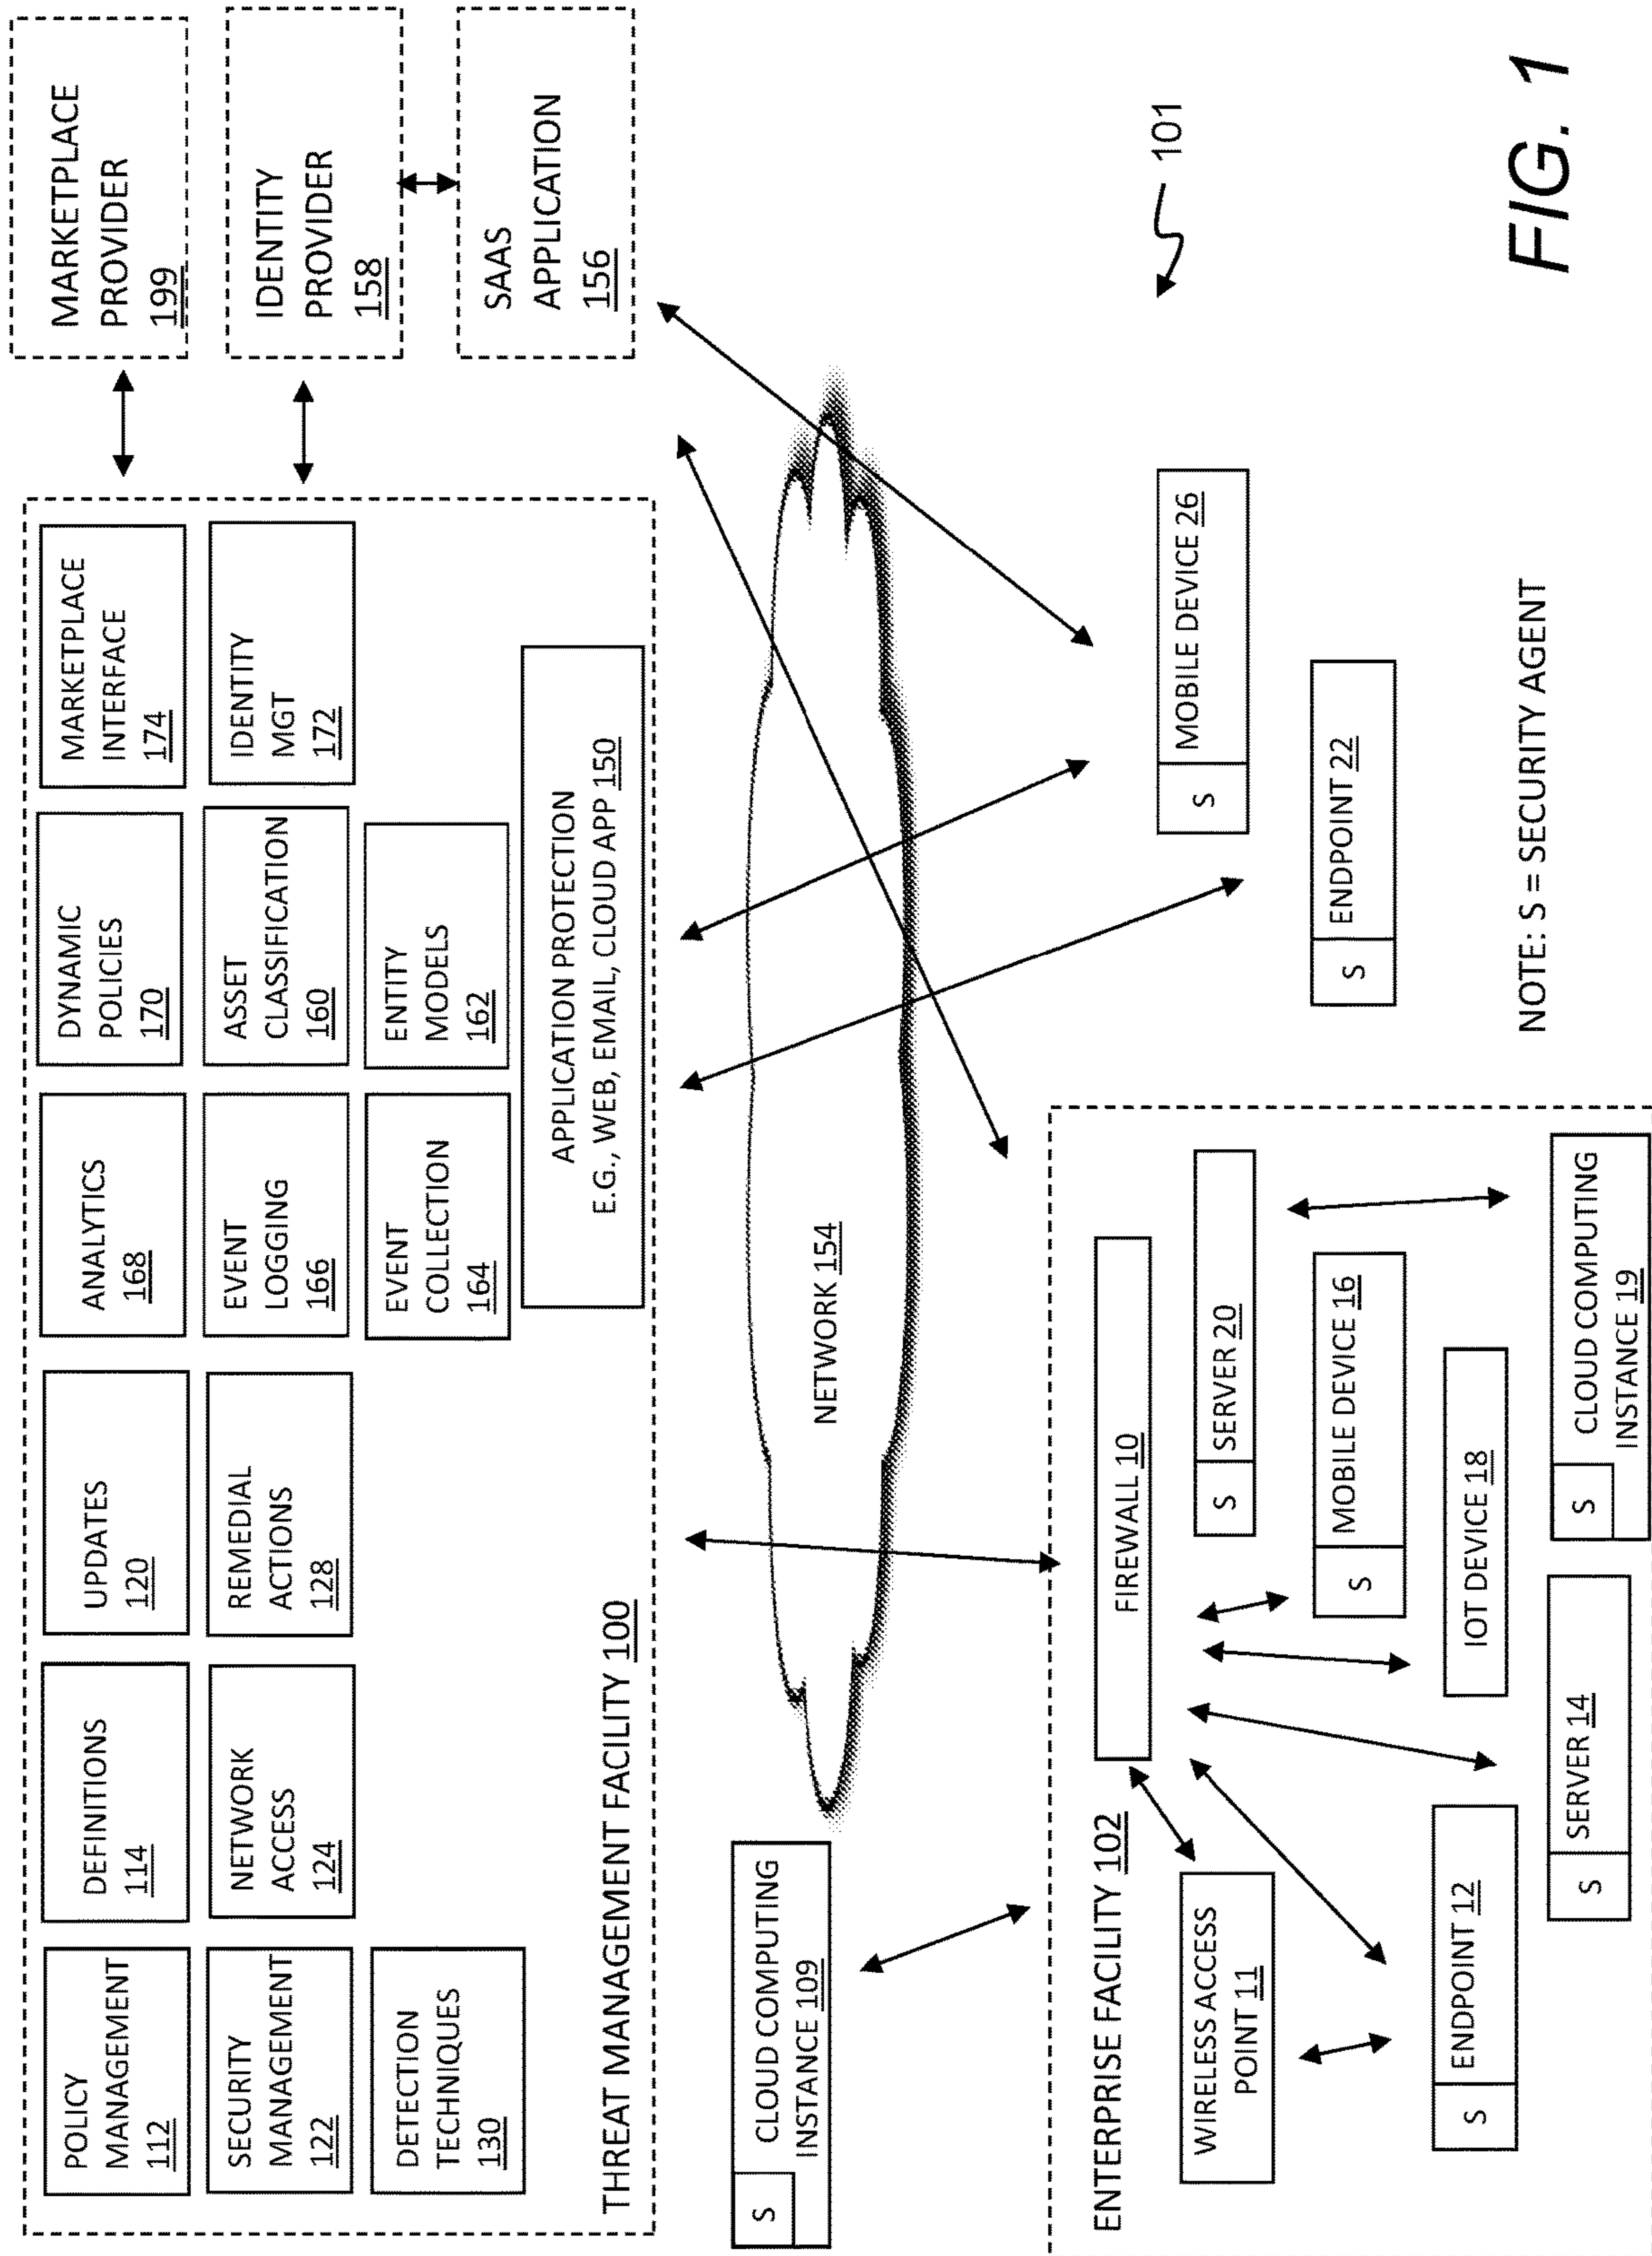 POLICY
MANAGEMENT
112
DEFINITIONS
114
UPDATES
120
ANALYTICS
168
DYNAMIC
POLICIES
170
MARKETPLACE
INTERFACE
174
MARKETPLACE
PROVIDER
199
SECURITY
MANAGEMENT
122
NETWORK
ACCESS
124
REMEDIAL
ACTIONS
128
EVENT
LOGGING
166
ASSET
CLASSIFICATION
160
IDENTITY
MGT
172
IDENTITY
PROVIDER
158
DETECTION
TECHNIQUES
130
EVENT
COLLECTION
164
ENTITY
MODELS
162
SAAS
APPLICATION
156
APPLICATION PROTECTION
E.G., WEB, EMAIL, CLOUD APP 150
THREAT MANAGEMENT FACILITY 100
S
CLOUD COMPUTING
INSTANCE 109
NETWORK 154
ENTERPRISE FACILITY 102
FIREWALL 10
WIRELESS ACCESS
POINT 11
S SERVER 20
S MOBILE DEVICE 16
S ENDPOINT 12
IOT DEVICE 18
S SERVER 14
S
CLOUD COMPUTING
INSTANCE 19
S MOBILE DEVICE 26
S ENDPOINT 22
101
NOTE: S = SECURITY AGENT
FIG. 1